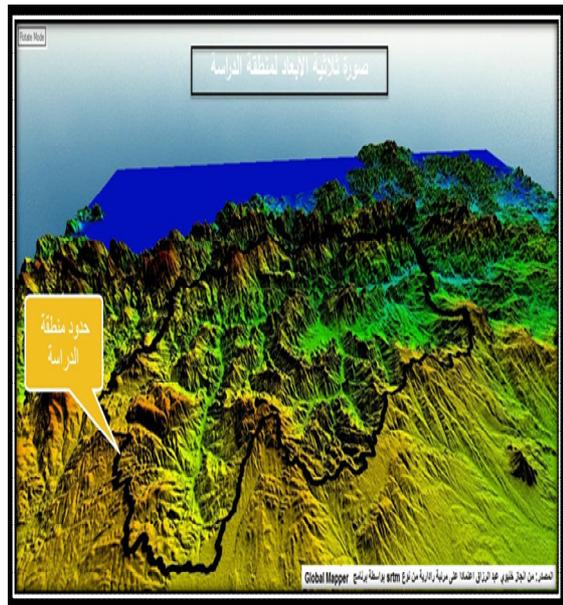 Rotate Mode
صورة ثلاثية الابعاد لمنطقة الدراسة
حدود منطقة
الدراسة
المصدر: من انجاز خليوي عبد الرزاق اعتمادا على مرئية رادارية من نوع srtm بواسطة برنامج Global Mapper